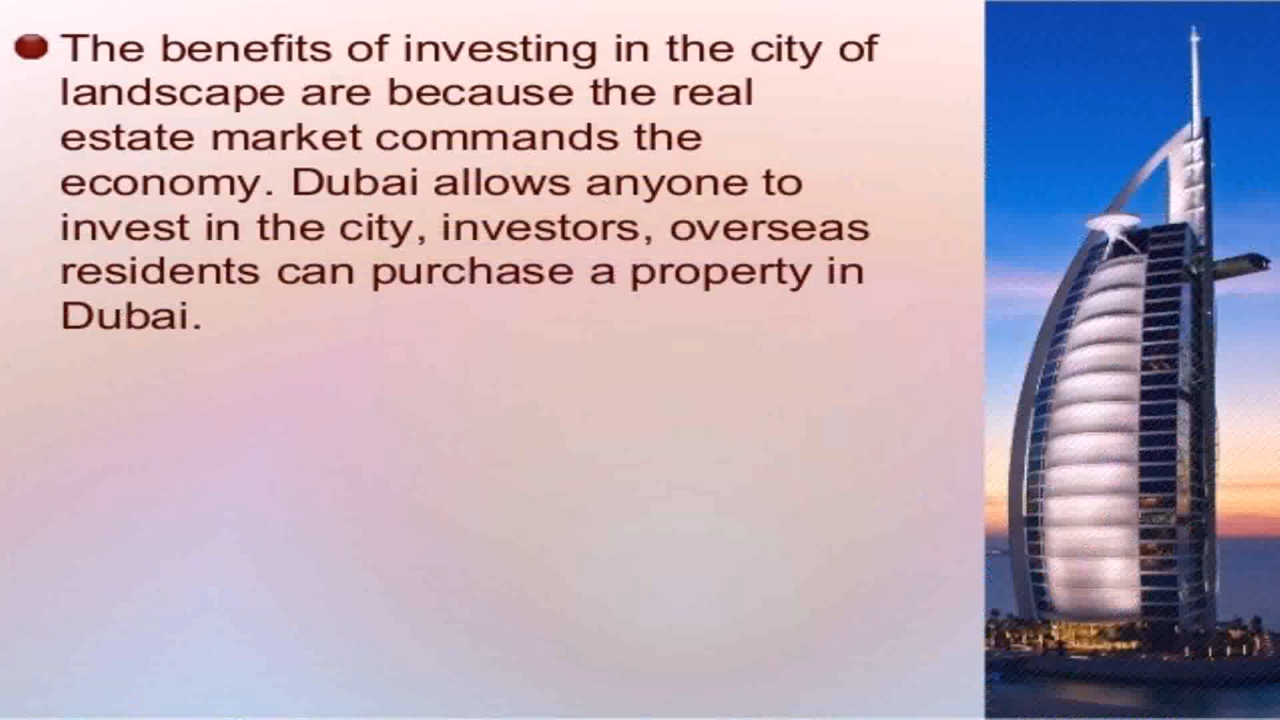 The benefits of investing in the city of
landscape are because the real
estate market commands the
economy. Dubai allows anyone to
invest in the city, investors, overseas
residents can purchase a property in
Dubai.